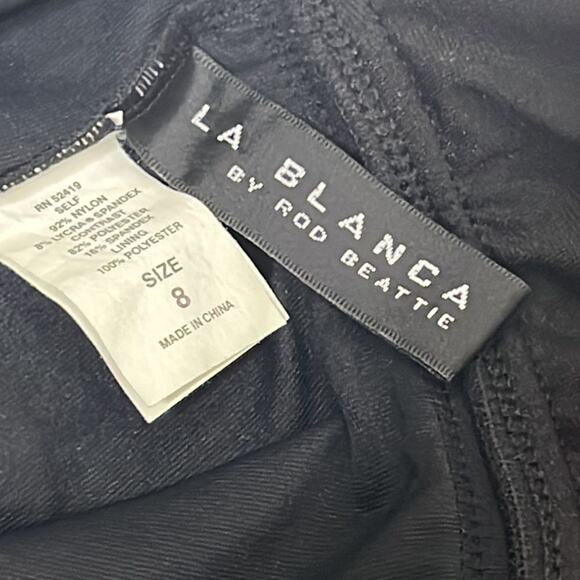 LA BLANCA
BY ROD BEATTIE
RN 52419
SELF
92% NYLON
8% LYCRA® SPANDEX
CONTRAST
82% POLYESTER
18% SPANDEX
LINING
100% POLYESTER
SIZE
8
MADE IN CHINA